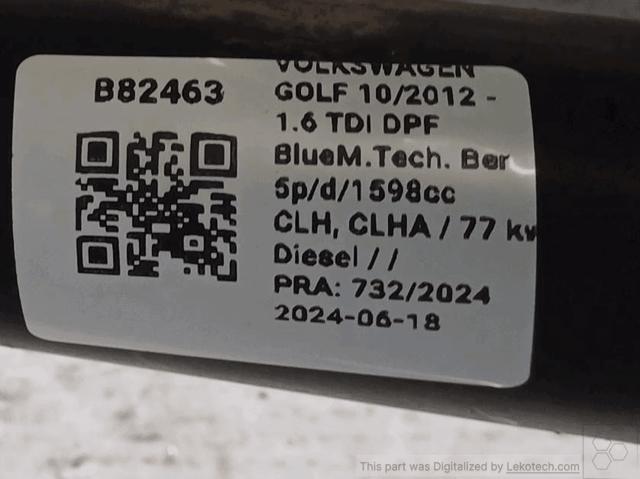 B82463
VOLKSWAGEN
GOLF 10/2012 -
1.6 TDI DPF
BlueM.Tech. Ber
5p/d/1598cc
CLH, CLHA / 77 kw
Diesel / /
PRA: 732/2024
2024-06-18
This part was Digitalized by Lekotech.com